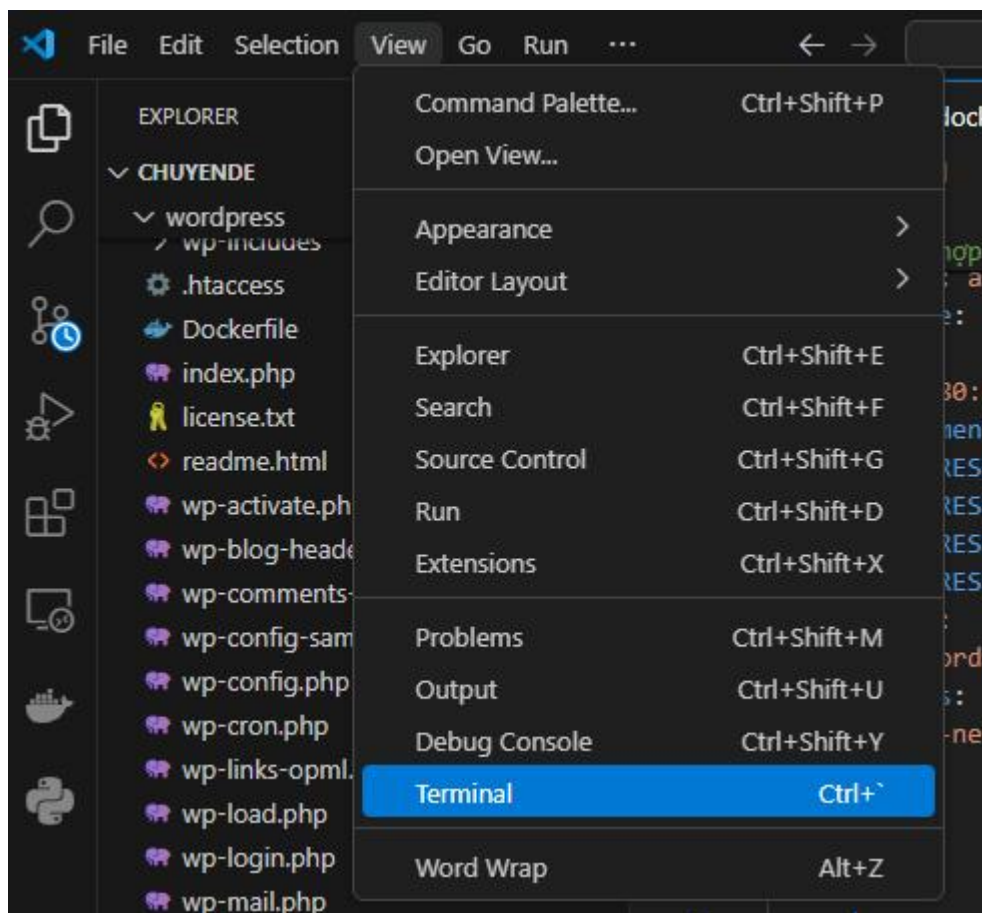 File Edit Selection View Go Run ...
EXPLORER
CHUYENDE
wordpress
wp-includes
.htaccess
Dockerfile
index.php
license.txt
readme.html
wp-activate.ph
wp-blog-heade
wp-comments-
wp-config-sam
wp-config.php
wp-cron.php
wp-links-opml.
wp-load.php
wp-login.php
wp-mail.php
Command Palette... Ctrl+Shift+P
Open View...
Appearance
Editor Layout
Explorer Ctrl+Shift+E
Search Ctrl+Shift+F
Source Control Ctrl+Shift+G
Run Ctrl+Shift+D
Extensions Ctrl+Shift+X
Problems Ctrl+Shift+M
Output Ctrl+Shift+U
Debug Console Ctrl+Shift+Y
Terminal Ctrl+`
Word Wrap Alt+Z